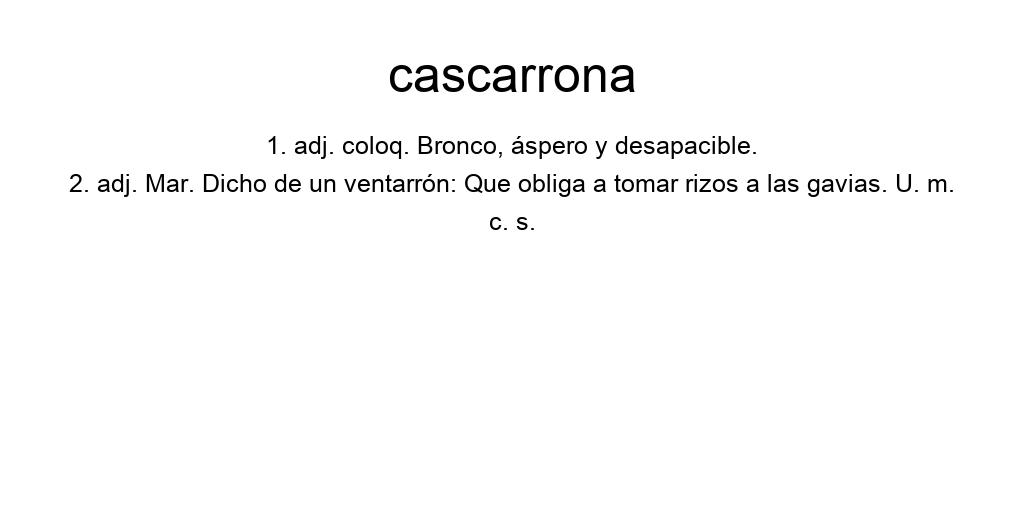 cascarrona
1. adj. coloq. Bronco, áspero y desapacible.
2. adj. Mar. Dicho de un ventarrón: Que obliga a tomar rizos a las gavias. U. m.
c. s.